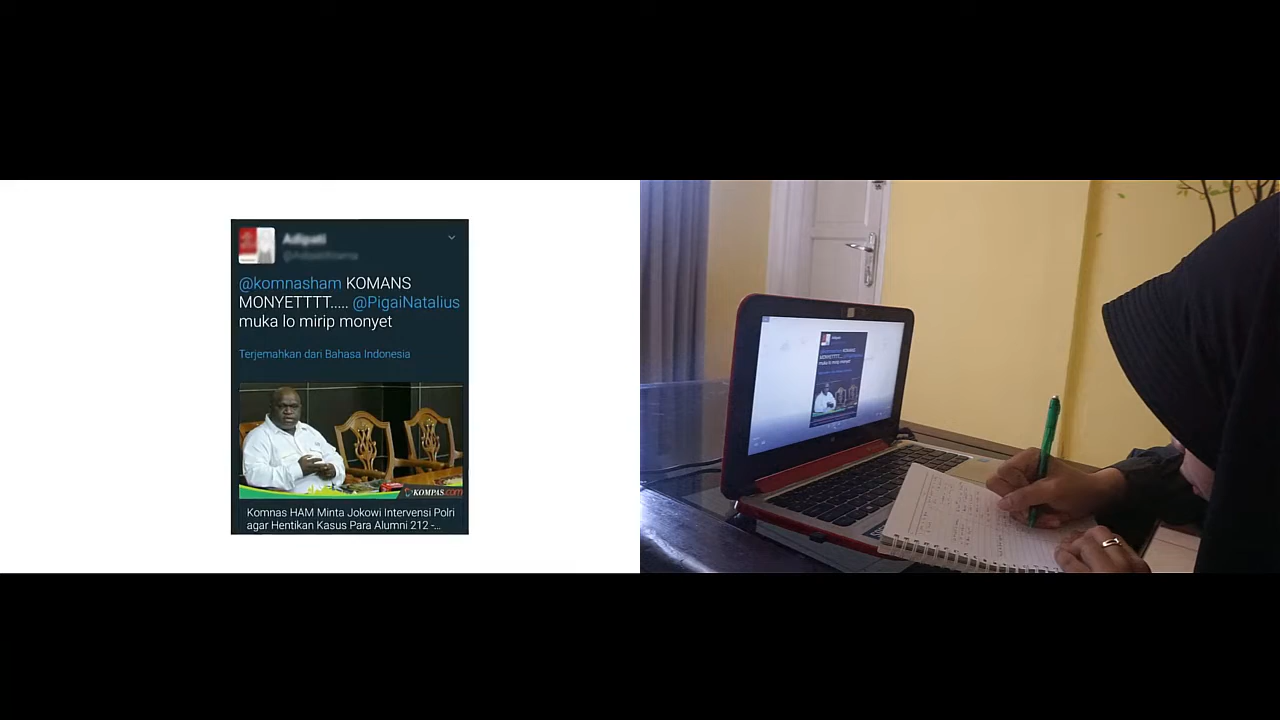 Adipati
@komnasham KOMANS
MONYETTTT..... @PigaiNatalius
muka lo mirip monyet
Terjemahkan dari Bahasa Indonesia
KOMPAS.com
Komnas HAM Minta Jokowi Intervensi Polri
agar Hentikan Kasus Para Alumni 212 -...